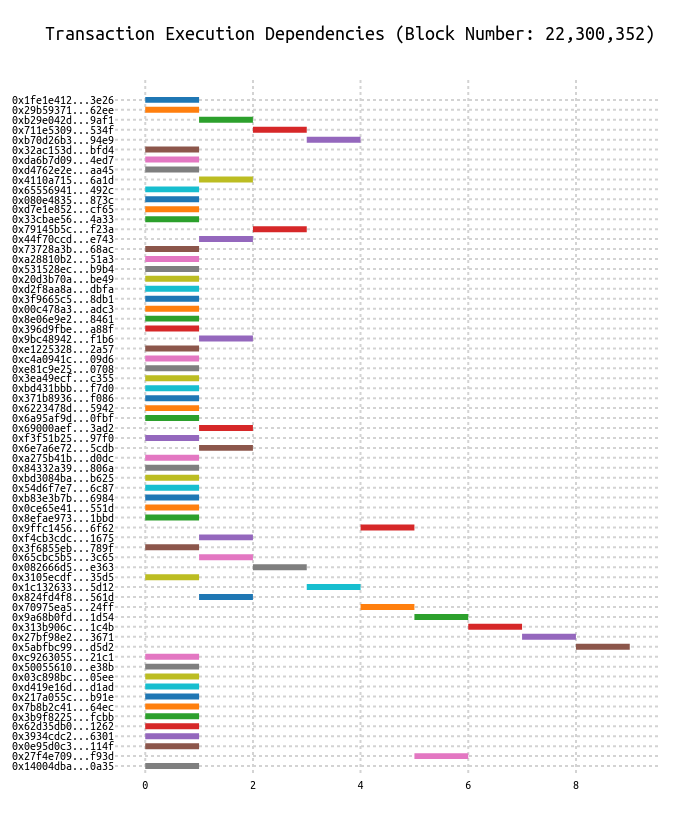 Transaction Execution Dependencies (Block Number: 22,300,352)
0x1fe1e412...3e26
0x29b59371...62ee
0xb29e042d...9af1
0x711e5309...534f
0xb70d26b3...94e9
0x32ac153d...bfd4
0xda6b7d09...4ed7
0xd4762e2e...aa45
0x4110a715...6a1d
0x65556941...492c
0x080e4835...873c
0xd7e1e852...cf65
0x33cbae56...4a33
0x79145b5c...f23a
0x44f70ccd...e743
0x73728a3b...68ac
0xa28810b2...51a3
0x531528ec...b9b4
0x20d3b70a...be49
0xd2f8aa8a...dbfa
0x3f9665c5...8db1
0x00c478a3...adc3
0x8e06e9e2...8461
0x396d9fbe...a88f
0x9bc48942...f1b6
0xe1225328...2a57
0xc4a0941c...09d6
0xe81c9e25...0708
0x3ea49ecf...c355
0xbd431bbb...f7d0
0x371b8936...f086
0x6223478d...5942
0x6a95af9d...0fbf
0x69000aef...3ad2
0xf3f51b25...97f0
0x6e7a6e72...5cdb
0xa275b41b...d0dc
0x84332a39...806a
0xbd3084ba...b625
0x54d6f7e7...6c87
0xb83e3b7b...6984
0x0ce65e41...551d
0x8efae973...1bbd
0x9ffc1456...6f62
0xf4cb3cdc...1675
0x3f6855eb...789f
0x65cbc5b5...3c65
0x082666d5...e363
0x3105ecdf...35d5
0x1c132633...5d12
0x824fd4f8...561d
0x70975ea5...24ff
0x9a68b0fd...1d54
0x313b906c...1c4b
0x27bf98e2...3671
0x5abfbc99...d5d2
0xc9263055...21c1
0x50055610...e38b
0x03c898bc...05ee
0xd419e16d...d1ad
0x217a055c...b91e
0x7b8b2c41...64ec
0x3b9f8225...fcbb
0x62d35db0...1262
0x3934cdc2...6301
0x0e95d0c3...114f
0x27f4e709...f93d
0x14004dba...0a35
0 2 4 6 8